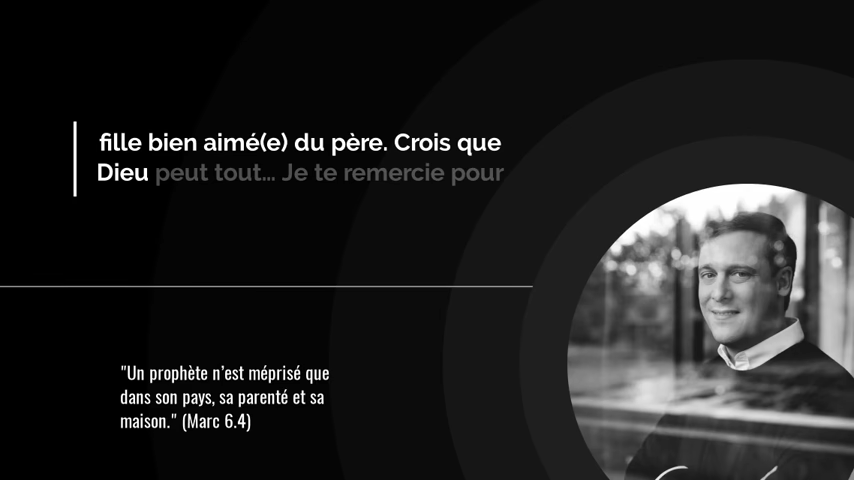 fille bien aimé(e) du père. Crois que
Dieu peut tout... Je te remercie pour
"Un prophète n'est méprisé que
dans son pays, sa parenté et sa
maison." (Marc 6.4)